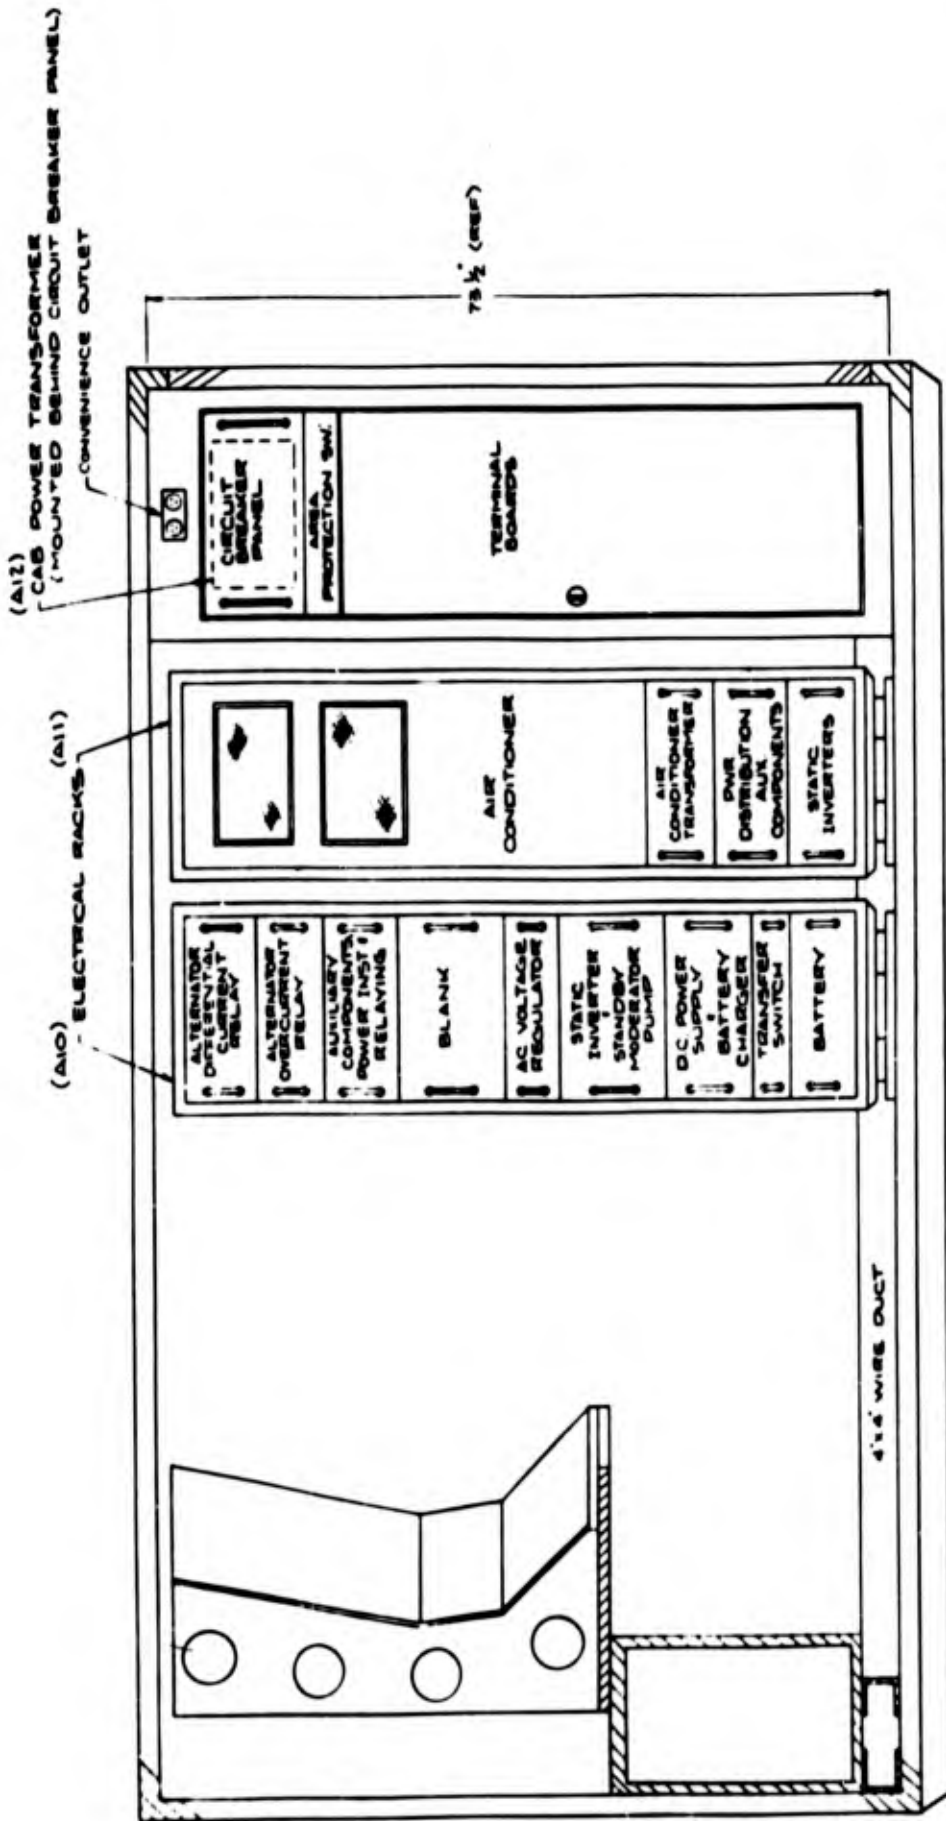 (A12)
CAB POWER TRANSFORMER
(MOUNTED BEHIND CIRCUIT BREAKER PANEL)
CONVENIENCE OUTLET
(A10)
ELECTRICAL RACKS
(A11)
ALTERNATOR
DIFFERENTIAL
CURRENT
RELAY
ALTERNATOR
OVERCURRENT
RELAY
AUXILIARY
COMPONENTS,
POWER INST &
RELAYING
BLANK
AC VOLTAGE
REGULATOR
STATIC
INVERTER
&
STANDBY
MODERATOR
PUMP
D.C. POWER
SUPPLY
&
BATTERY
CHARGER
TRANSFER
SWITCH
BATTERY
AIR
CONDITIONER
AIR
CONDITIONER
TRANSFORMER
PWR
DISTRIBUTION
AUX
COMPONENTS
STATIC
INVERTERS
CIRCUIT
BREAKER
PANEL
AREA
PROTECTION SW.
TERMINAL
BOARDS
73 1/2" (REF)
4"x4" WIRE DUCT